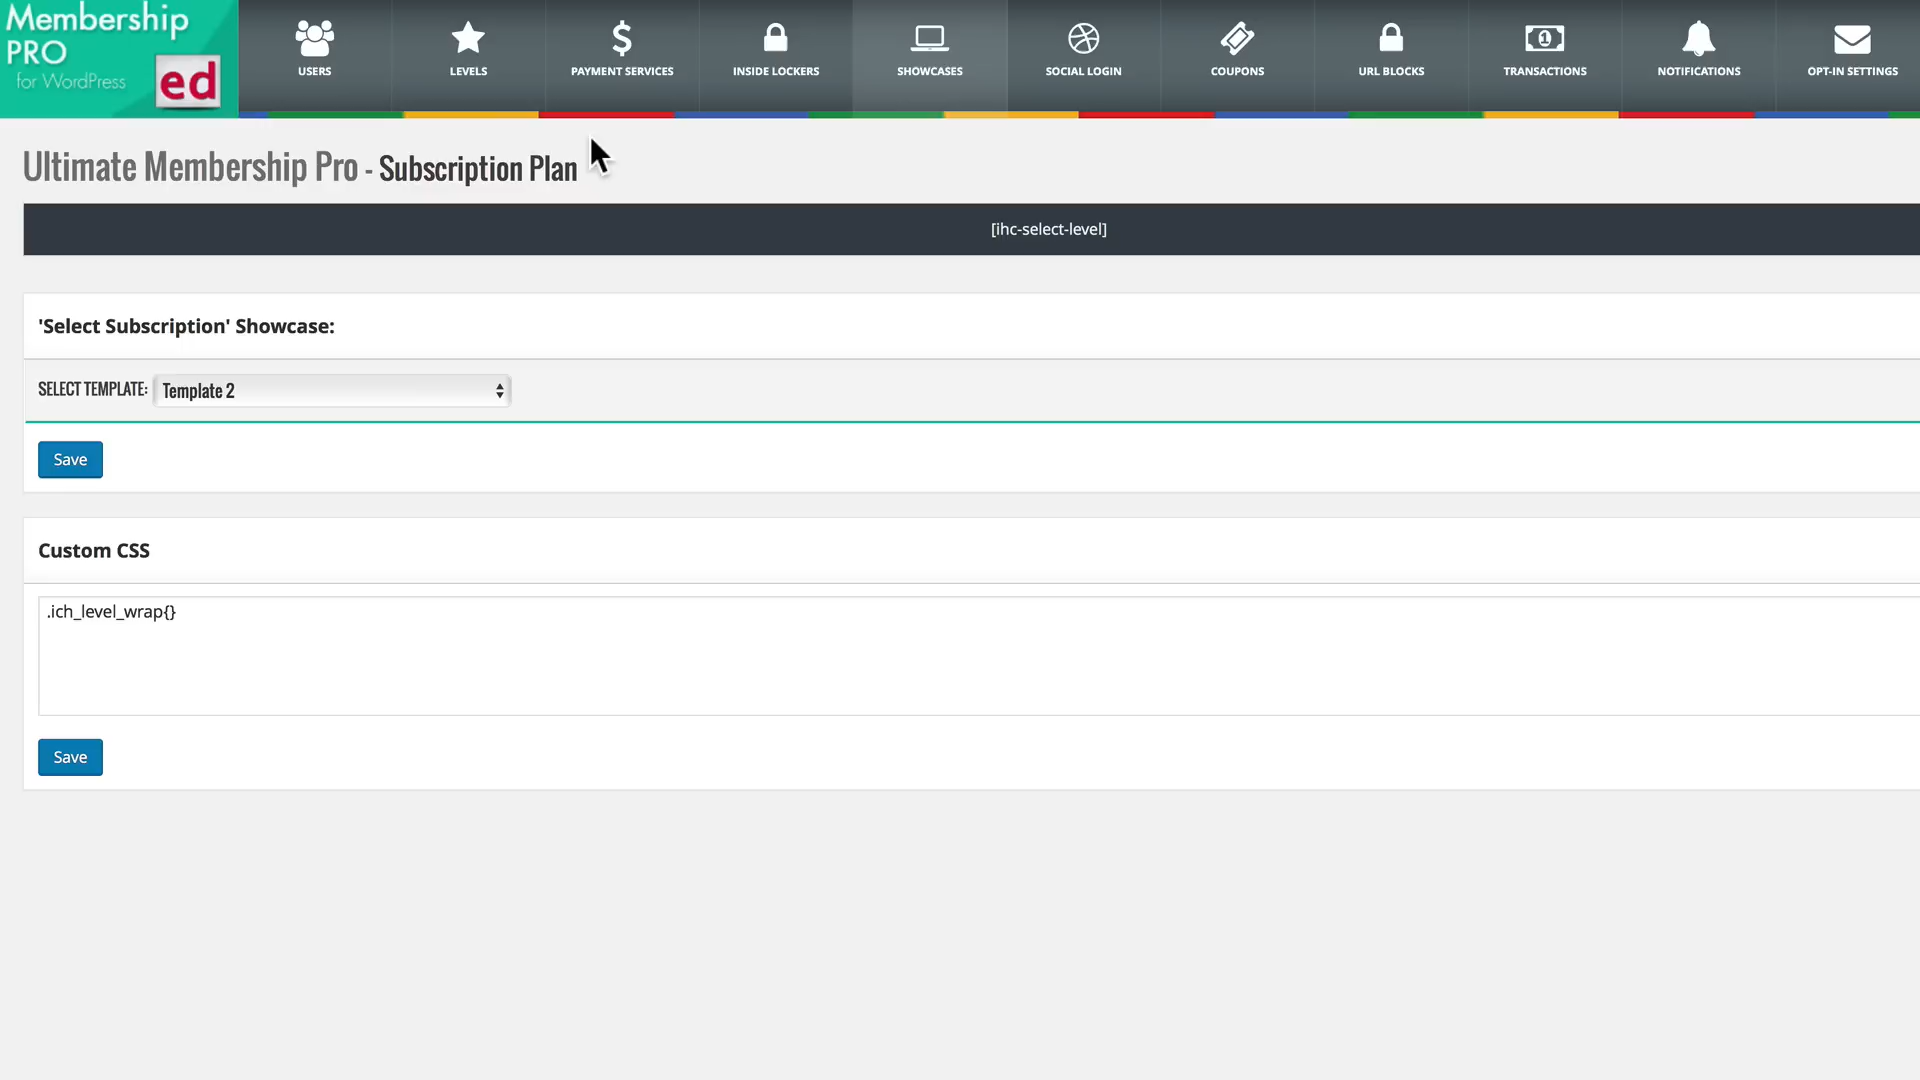 Membership
PRO
for WordPress
ed
USERS
LEVELS
PAYMENT SERVICES
INSIDE LOCKERS
SHOWCASES
SOCIAL LOGIN
COUPONS
URL BLOCKS
TRANSACTIONS
NOTIFICATIONS
OPT-IN SETTINGS
Ultimate Membership Pro - Subscription Plan
[ihc-select-level]
'Select Subscription' Showcase:
SELECT TEMPLATE: Template 2
Save
Custom CSS
.ich_level_wrap{}
Save